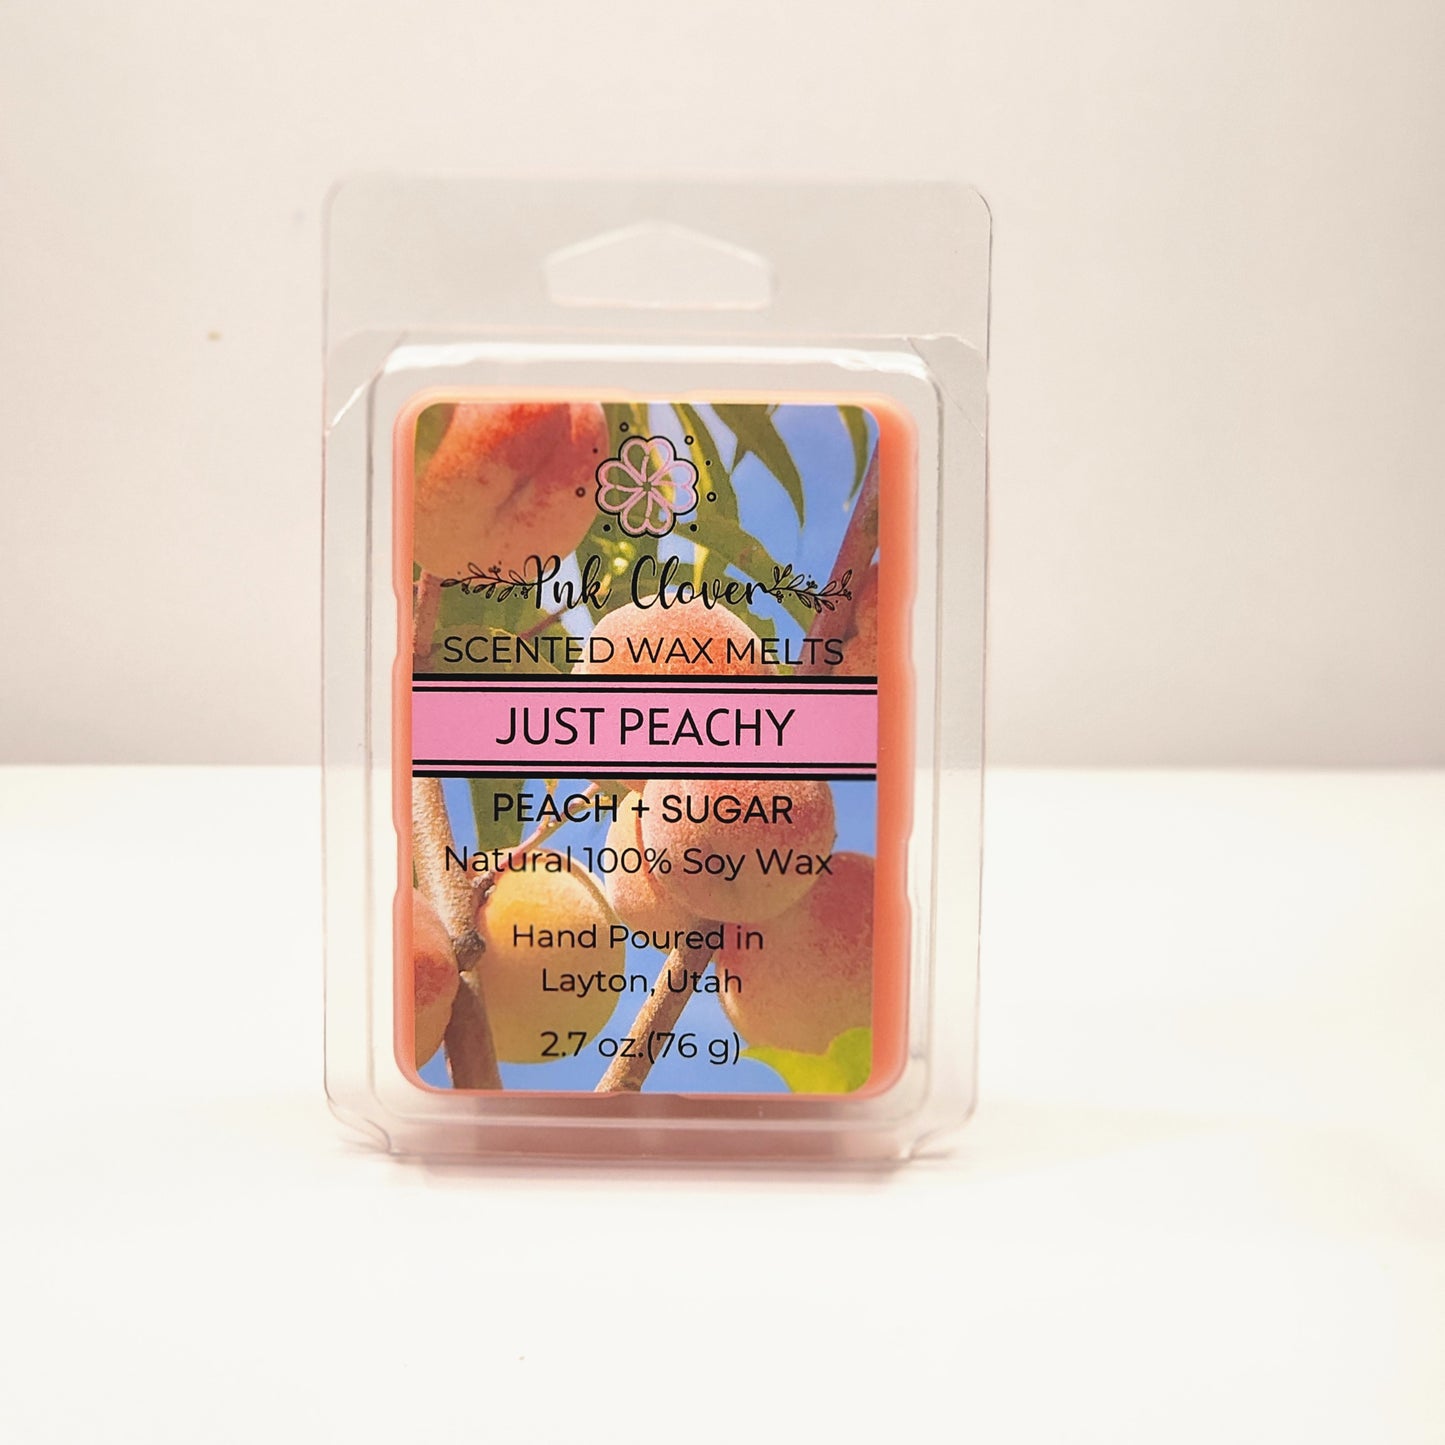 Pnk Clover
SCENTED WAX MELTS
JUST PEACHY
PEACH + SUGAR
Natural 100% Soy Wax
Hand Poured in
Layton, Utah
2.7 oz.(76 g)